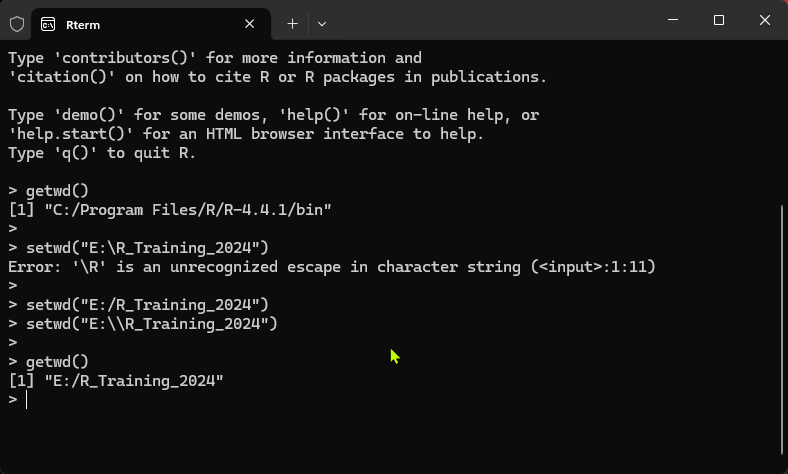 Rterm
Type 'contributors()' for more information and
'citation()' on how to cite R or R packages in publications.
Type 'demo()' for some demos, 'help()' for on-line help, or
'help.start()' for an HTML browser interface to help.
Type 'q()' to quit R.
> getwd()
[1] "C:/Program Files/R/R-4.4.1/bin"
>
> setwd("E:\R_Training_2024")
Error: '\R' is an unrecognized escape in character string (<input>:1:11)
>
> setwd("E:/R_Training_2024")
> setwd("E:\\R_Training_2024")
>
> getwd()
[1] "E:/R_Training_2024"
>